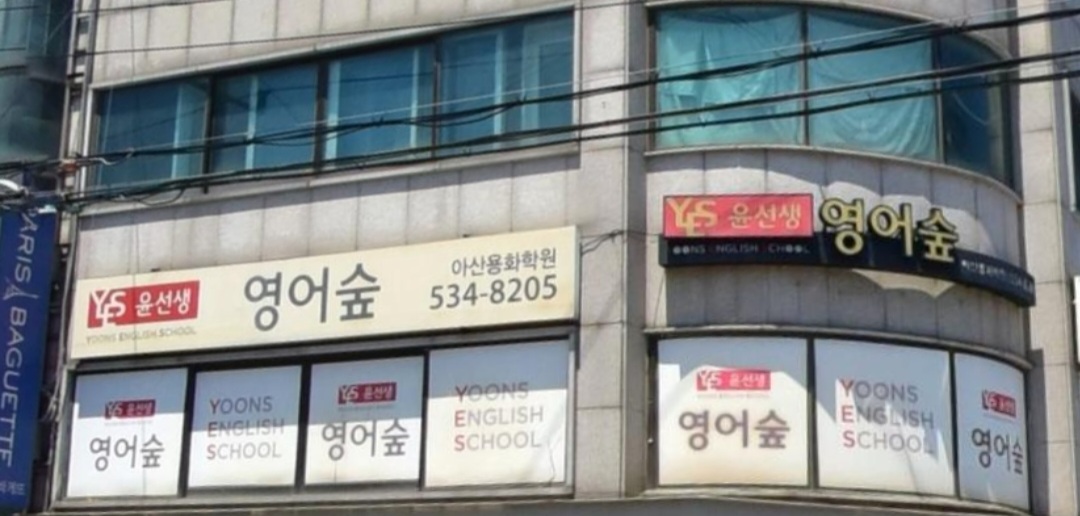 PARIS BAGUETTE
YES 윤선생
YOONS ENGLISH SCHOOL
영어숲
아산용화학원
534-8205
YES 윤선생
영어숲
YES 윤선생
영어숲
YOONS
ENGLISH
SCHOOL
YES 윤선생
영어숲
YOONS
ENGLISH
SCHOOL
YES 윤선생
영어숲
YOONS
ENGLISH
SCHOOL
YES 윤선생
영어숲